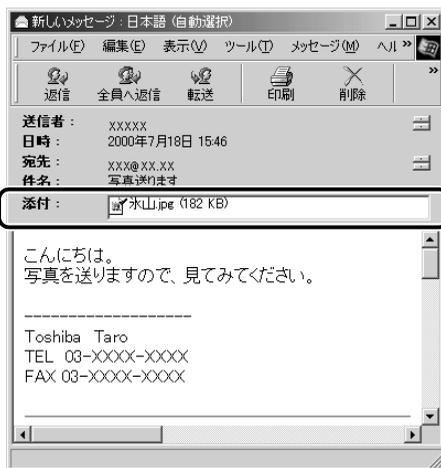 新しいメッセージ : 日本語 (自動選択)
ファイル(F) 編集(E) 表示(V) ツール(T) メッセージ(M) ヘル »
返信 全員へ返信 転送 印刷 削除 »
送信者 : xxxxx
日時 : 2000年7月18日 15:46
宛先 : xxx@xx.xx
件名 : 写真送ります
添付 : 氷山.jpg (182 KB)
こんにちは。
写真を送りますので、見てみてください。
--------------------
Toshiba Taro
TEL 03-XXXX-XXXX
FAX 03-XXXX-XXXX